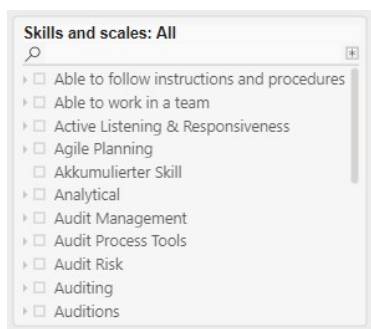 Skills and scales: All
Able to follow instructions and procedures
Able to work in a team
Active Listening & Responsiveness
Agile Planning
Akkumulierter Skill
Analytical
Audit Management
Audit Process Tools
Audit Risk
Auditing
Auditions